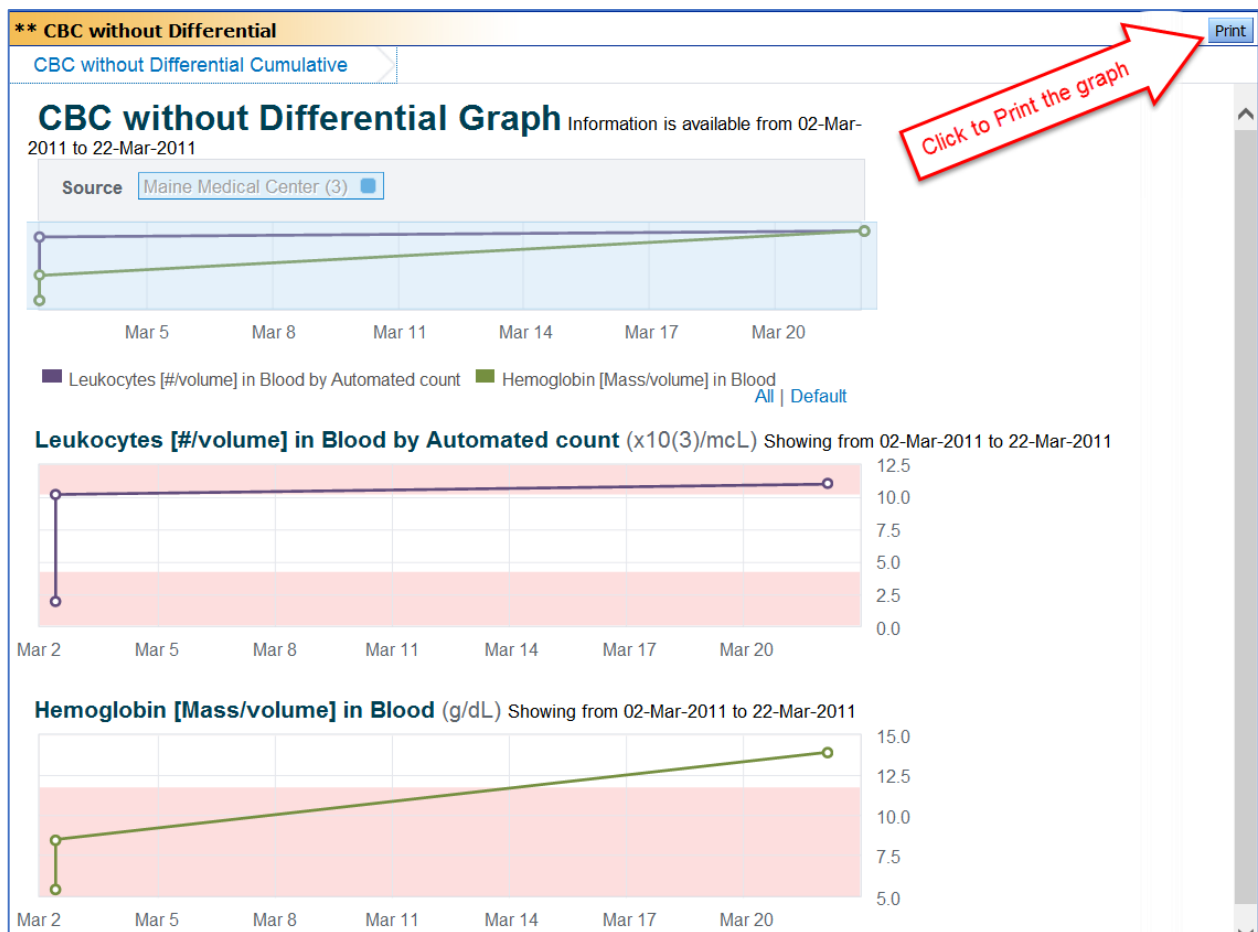 ** CBC without Differential
Print
CBC without Differential Cumulative
Click to Print the graph
CBC without Differential Graph Information is available from 02-Mar-
2011 to 22-Mar-2011
Source Maine Medical Center (3)
Mar 5 Mar 8 Mar 11 Mar 14 Mar 17 Mar 20
Leukocytes [#/volume] in Blood by Automated count Hemoglobin [Mass/volume] in Blood
All | Default
Leukocytes [#/volume] in Blood by Automated count (x10(3)/mcL) Showing from 02-Mar-2011 to 22-Mar-2011
12.5
10.0
7.5
5.0
2.5
0.0
Mar 2 Mar 5 Mar 8 Mar 11 Mar 14 Mar 17 Mar 20
Hemoglobin [Mass/volume] in Blood (g/dL) Showing from 02-Mar-2011 to 22-Mar-2011
15.0
12.5
10.0
7.5
5.0
Mar 2 Mar 5 Mar 8 Mar 11 Mar 14 Mar 17 Mar 20